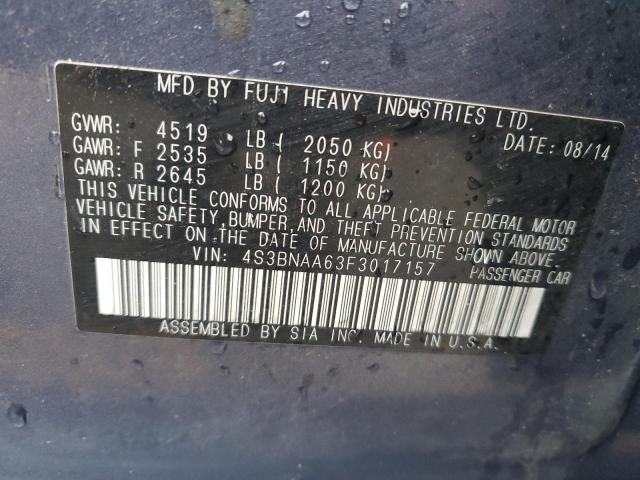 MFD. BY FUJI HEAVY INDUSTRIES LTD.
GVWR: 4519 LB ( 2050 KG) DATE: 08/14
GAWR: F 2535 LB ( 1150 KG)
GAWR: R 2645 LB ( 1200 KG)
THIS VEHICLE CONFORMS TO ALL APPLICABLE FEDERAL MOTOR
VEHICLE SAFETY, BUMPER, AND THEFT PREVENTION STANDARDS
IN EFFECT ON THE DATE OF MANUFACTURE SHOWN ABOVE.
VIN: 4S3BNAA63F3017157 PASSENGER CAR
ASSEMBLED BY SIA INC. MADE IN U.S.A.